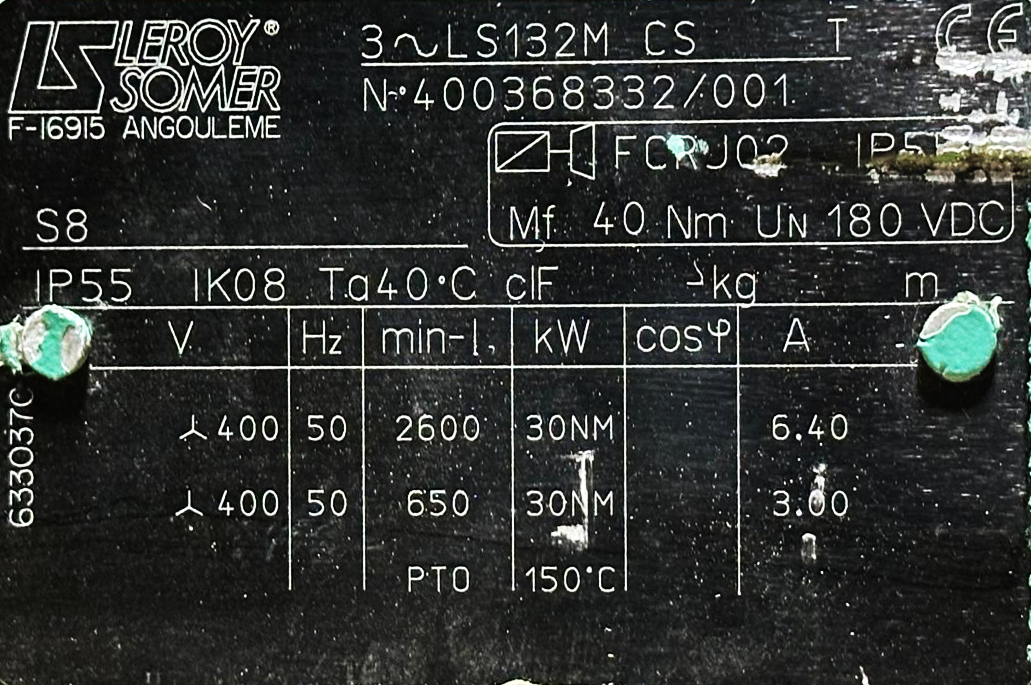 LEROY® SOMER
F-16915 ANGOULEME
3~LS132M CS T CE
N°400368332/001
FCRJ02 IP55
Mf 40 Nm UN 180 VDC
S8
IP55 IK08 Ta40°C clF kg m
V Hz min-1 kW cosφ A
400 50 2600 30NM 6.40
400 50 650 30NM 3.00
PTO 150°C
633037C